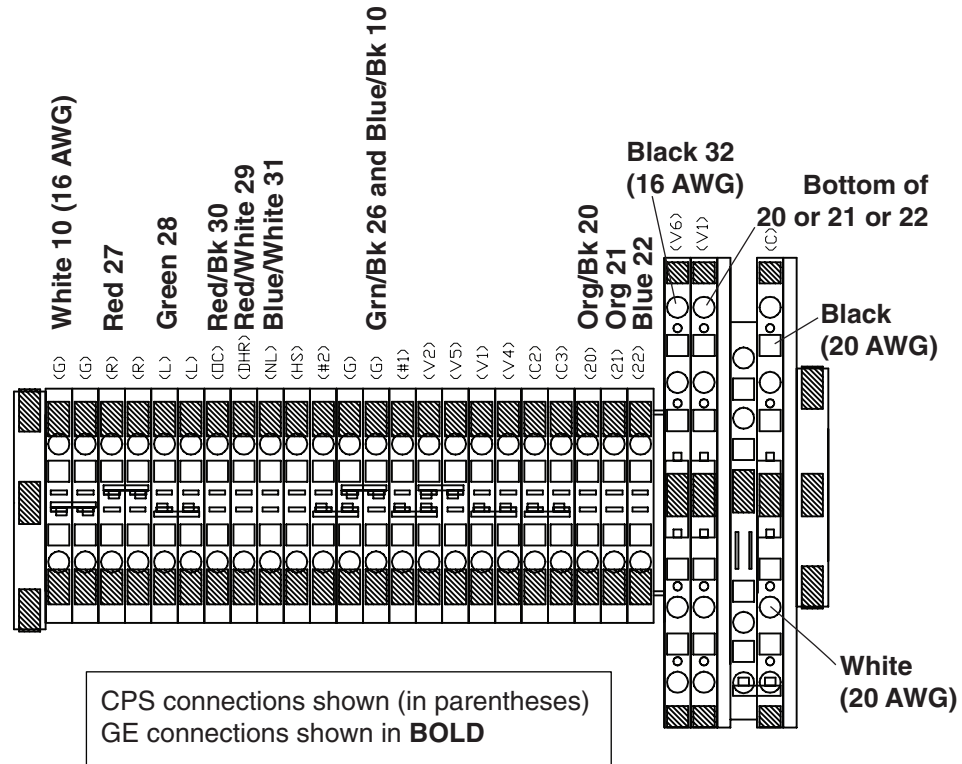 White 10 (16 AWG)
Red 27
Green 28
Red/Bk 30
Red/White 29
Blue/White 31
Grn/Bk 26 and Blue/Bk 10
Org/Bk 20
Org 21
Blue 22
Black 32
(16 AWG)
Bottom of
20 or 21 or 22
(G)
(G)
(R)
(R)
(L)
(L)
(OC)
(DHR)
(NL)
(HS)
(#2)
(G)
(G)
(#1)
(V2)
(V5)
(V1)
(V4)
(C2)
(C3)
(20)
(21)
(22)
(V6)
(V1)
(C)
Black
(20 AWG)
White
(20 AWG)
CPS connections shown (in parentheses)
GE connections shown in BOLD